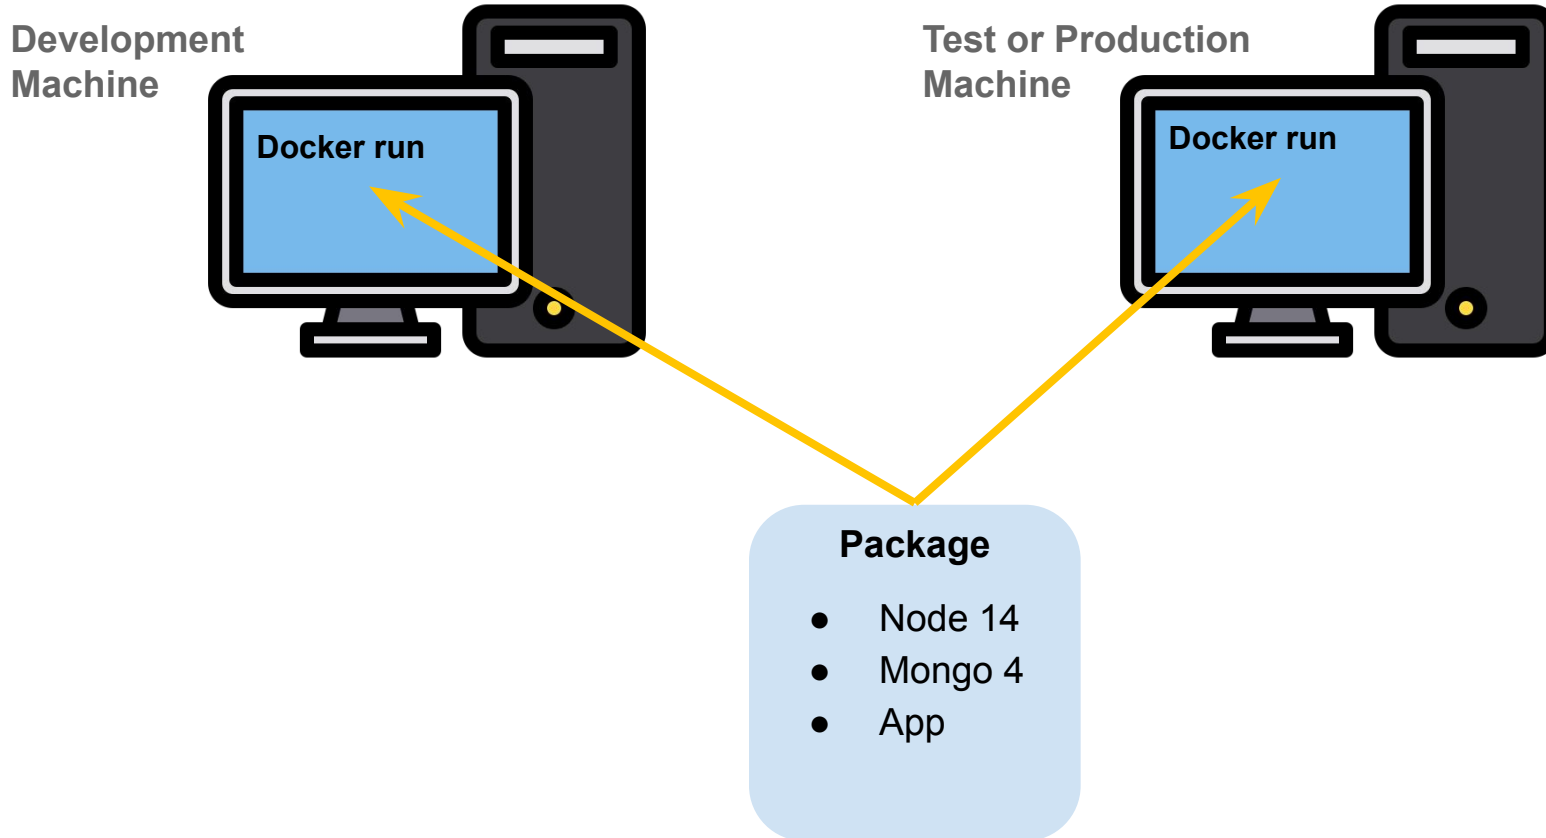 Development
Machine
Docker run
Test or Production
Machine
Docker run
Package
● Node 14
● Mongo 4
● App